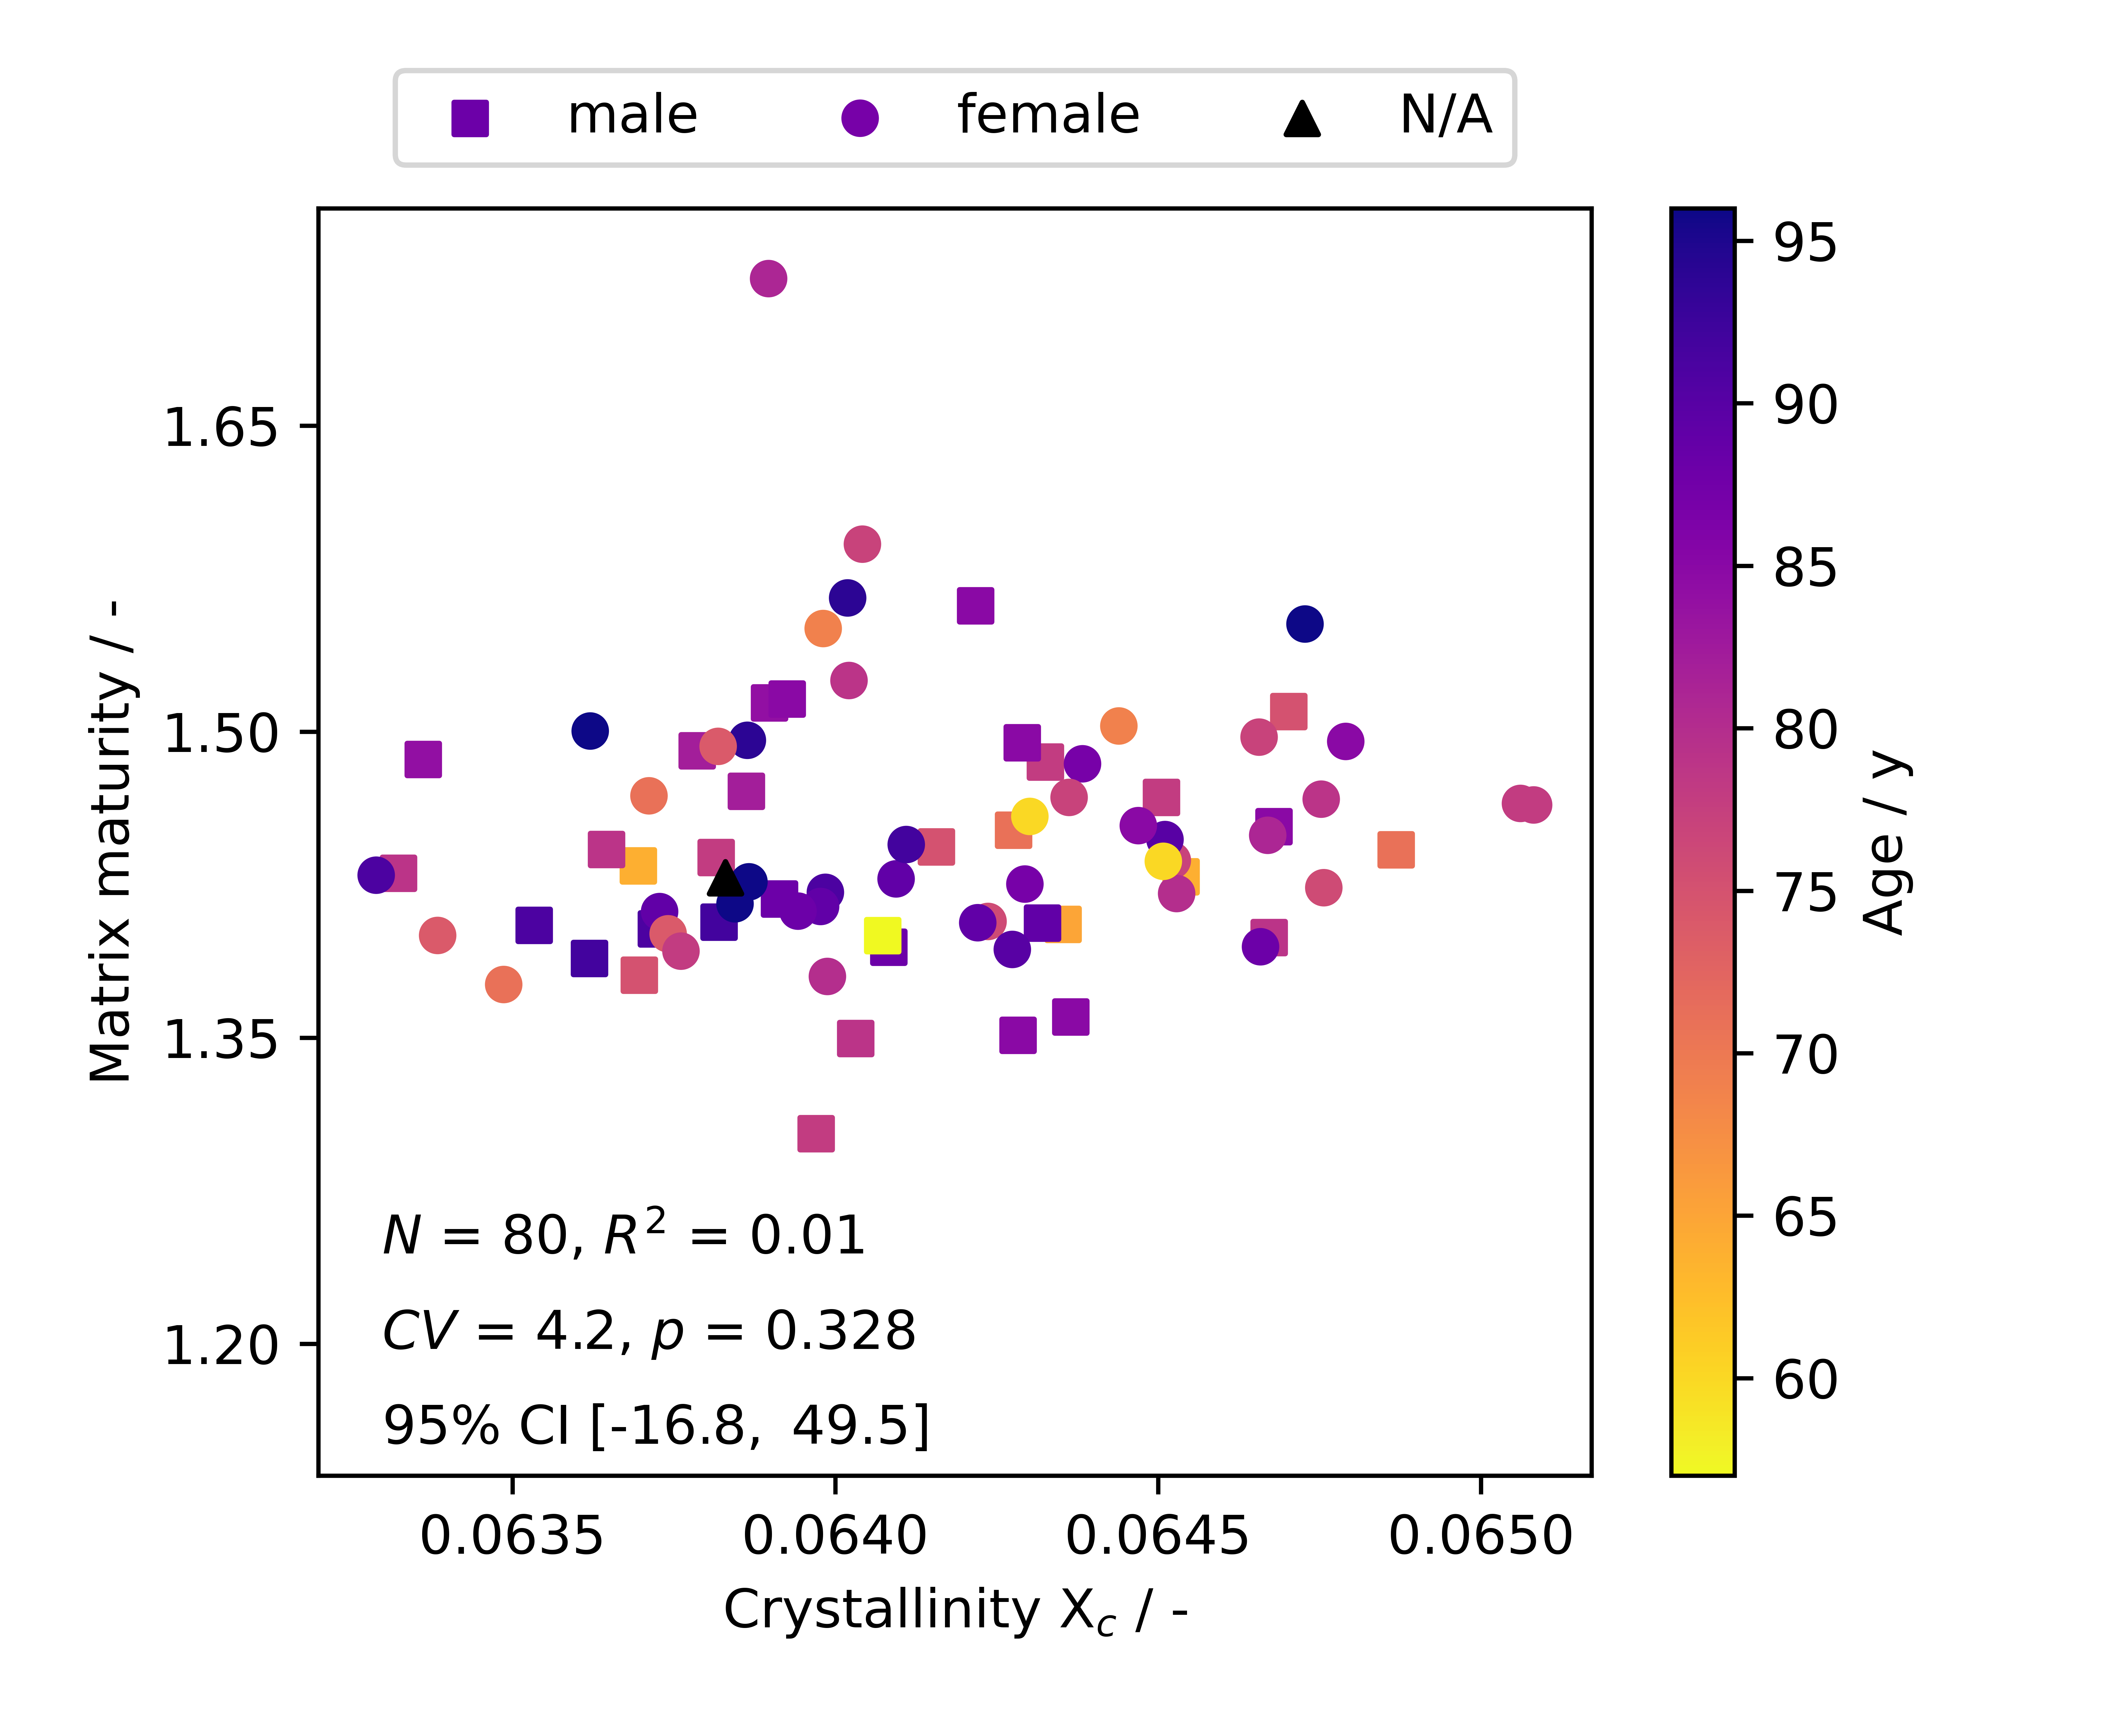 male female N/A
Matrix maturity / -
1.65
1.50
1.35
1.20
N = 80, R² = 0.01
CV = 4.2, p = 0.328
95% CI [-16.8, 49.5]
0.0635 0.0640 0.0645 0.0650
Crystallinity X_c / -
95
90
85
80
75
70
65
60
Age / y